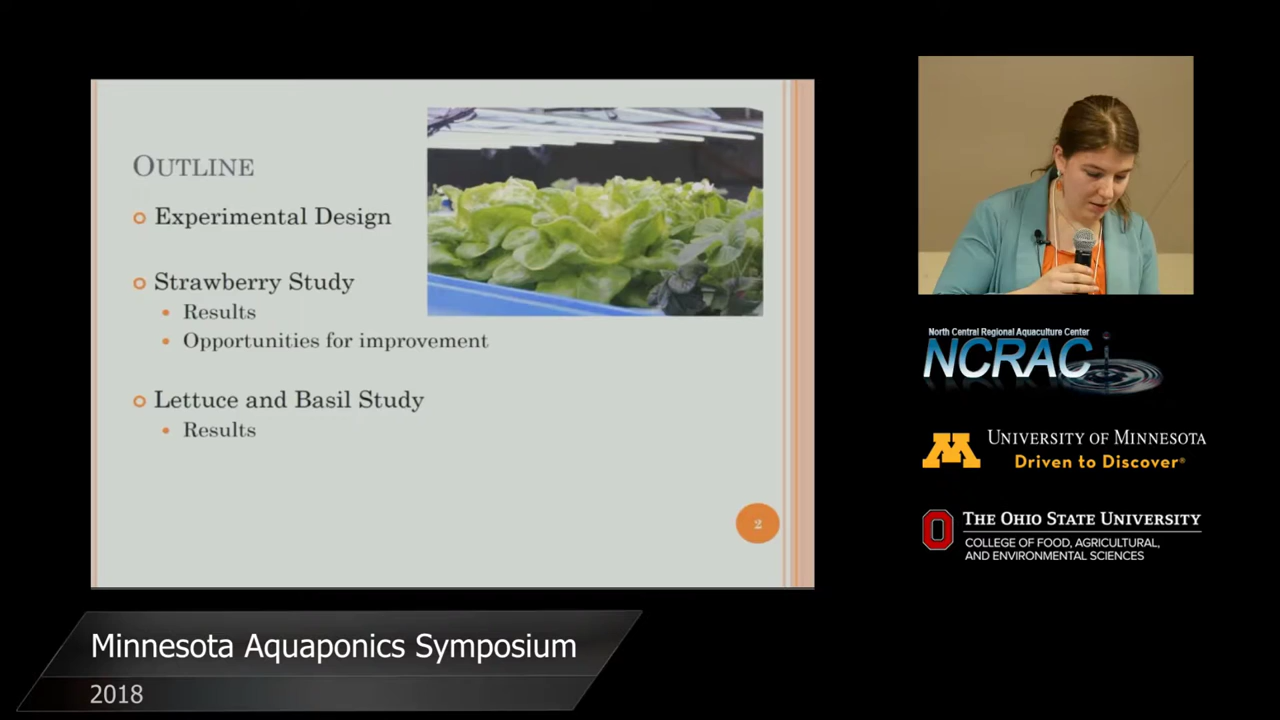 OUTLINE
Experimental Design
Strawberry Study
Results
Opportunities for improvement
Lettuce and Basil Study
Results
2
North Central Regional Aquaculture Center
NCRAC
M
UNIVERSITY OF MINNESOTA
Driven to Discover®
O
THE OHIO STATE UNIVERSITY
COLLEGE OF FOOD, AGRICULTURAL,
AND ENVIRONMENTAL SCIENCES
Minnesota Aquaponics Symposium
2018